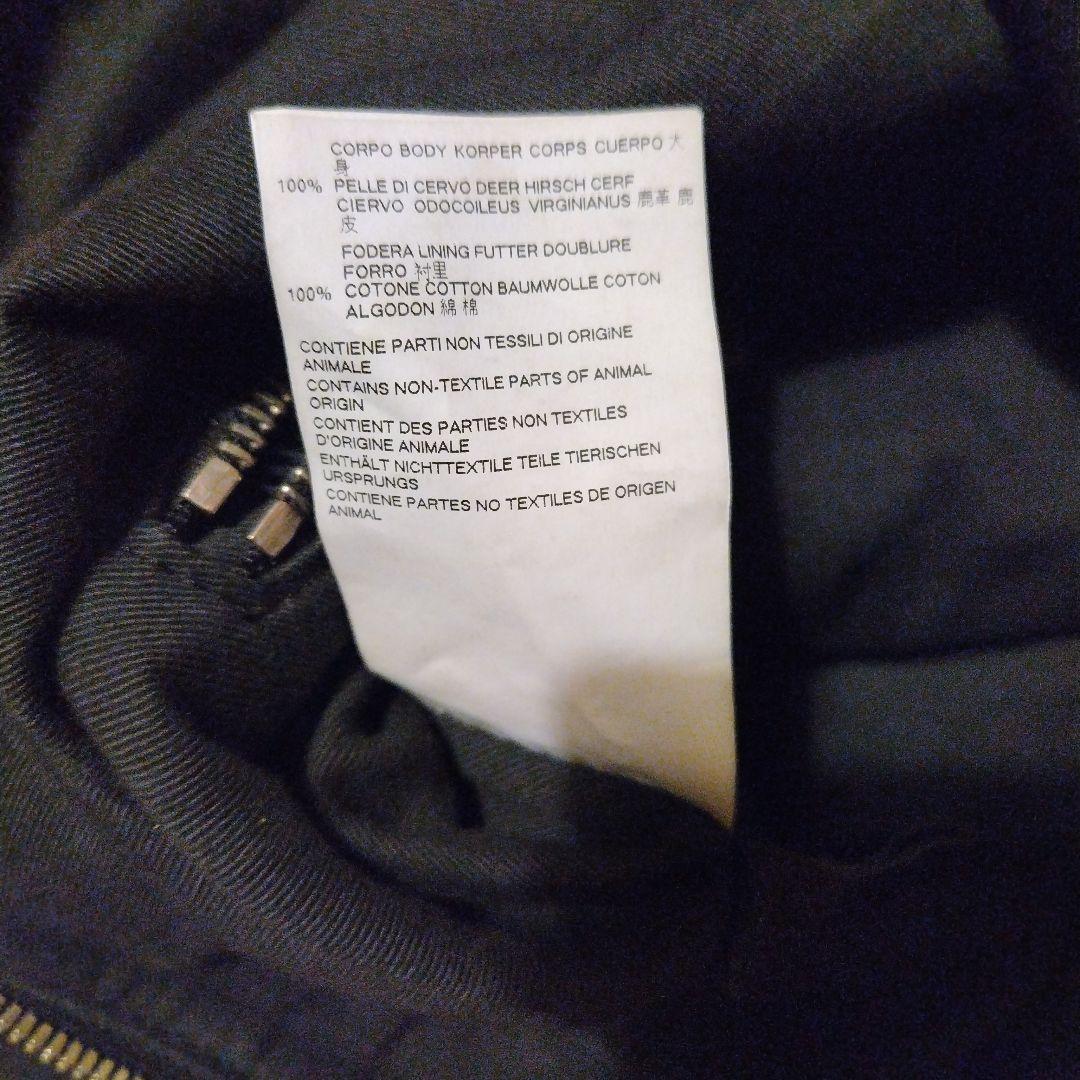 CORPO BODY KORPER CORPS CUERPO 大
身
100% PELLE DI CERVO DEER HIRSCH CERF
CIERVO ODOCOILEUS VIRGINIANUS 鹿革 鹿
皮
FODERA LINING FUTTER DOUBLURE
FORRO 衬里
100% COTONE COTTON BAUMWOLLE COTON
ALGODON 綿 棉
CONTIENE PARTI NON TESSILI DI ORIGINE
ANIMALE
CONTAINS NON-TEXTILE PARTS OF ANIMAL
ORIGIN
CONTIENT DES PARTIES NON TEXTILES
D'ORIGINE ANIMALE
ENTHÄLT NICHTTEXTILE TEILE TIERISCHEN
URSPRUNGS
CONTIENE PARTES NO TEXTILES DE ORIGEN
ANIMAL